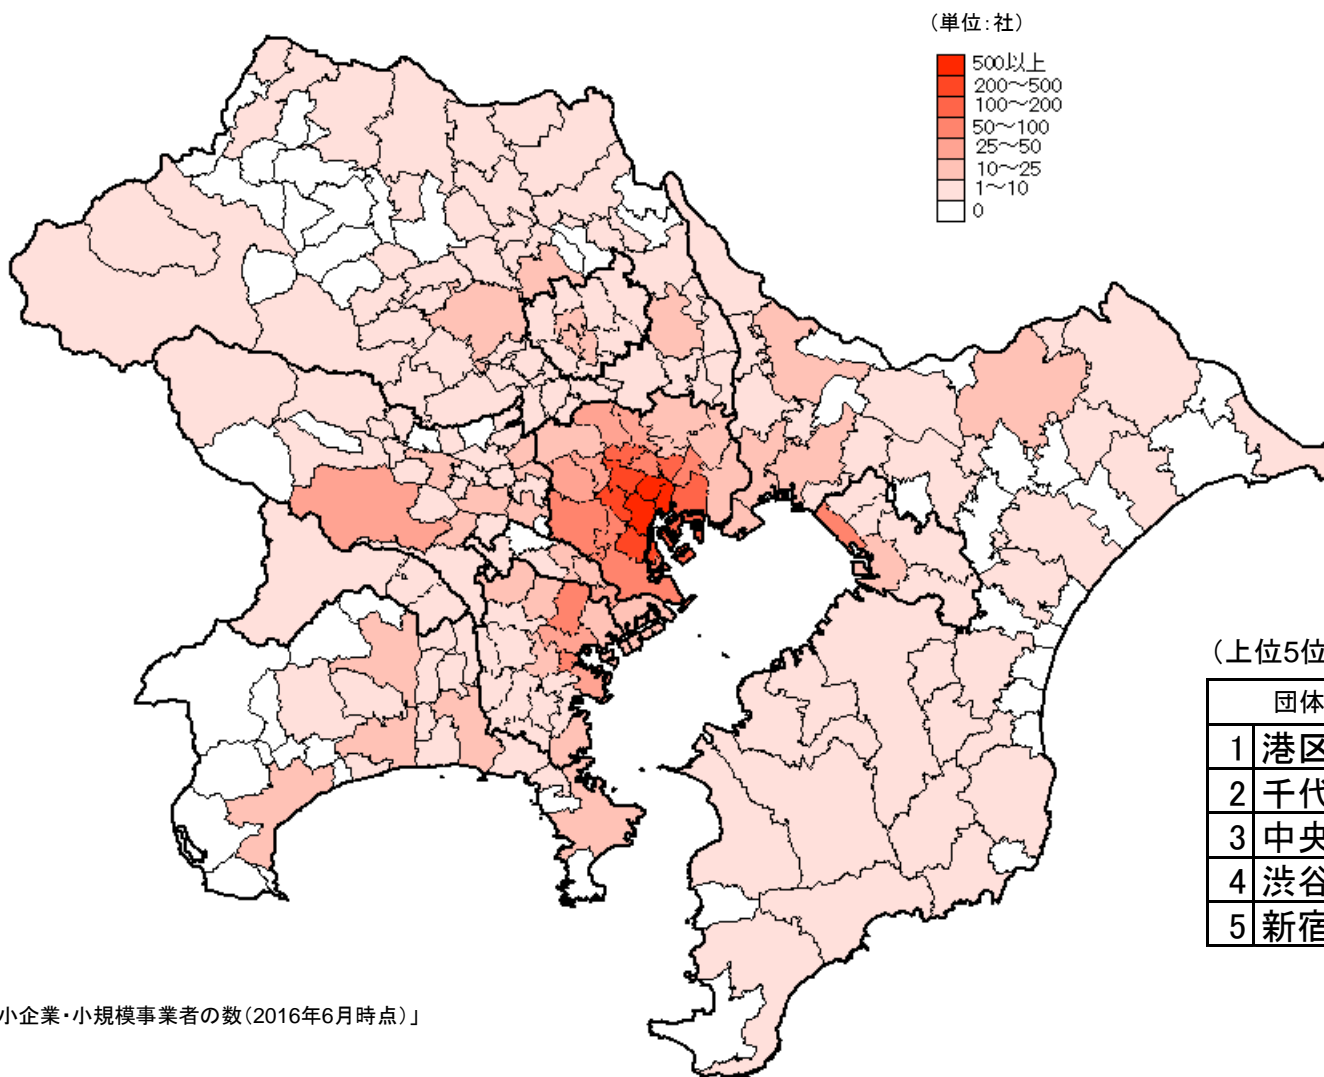 （単位：社）
500以上
200～500
100～200
50～100
25～50
10～25
1～10
0
（上位5位
団体
1 港区
2 千代
3 中央
4 渋谷
5 新宿
小企業・小規模事業者の数（2016年6月時点）」